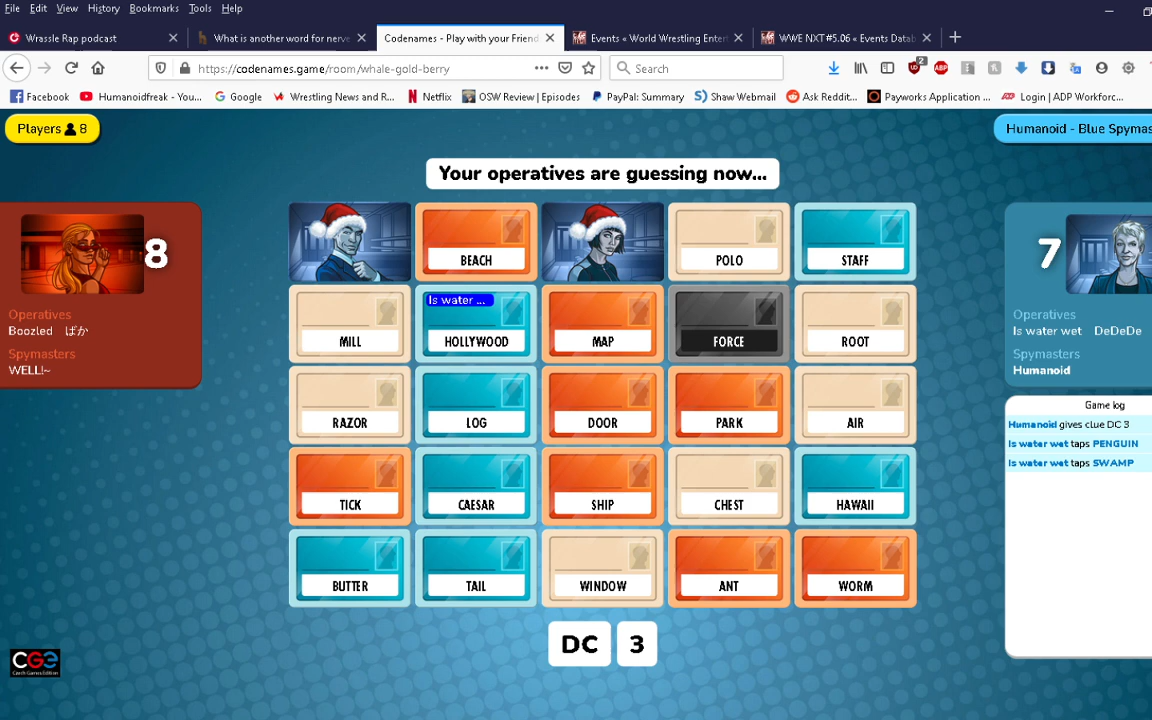 File Edit View History Bookmarks Tools Help
Wrassle Rap podcast
What is another word for nerve
Codenames - Play with your Friend
Events « World Wrestling Enter
WWE NXT #5.06 « Events Datab
https://codenames.game/room/whale-gold-berry
Search
2
Facebook
Humanoidfreak - You...
Google
Wrestling News and R...
Netflix
OSW Review | Episodes
PayPal: Summary
Shaw Webmail
Ask Reddit...
Payworks Application ...
Login | ADP Workforc...
Players 8
Humanoid - Blue Spymas
Your operatives are guessing now...
8
Operatives
Boozled ばか
Spymasters
WELL!~
BEACH
POLO
STAFF
MILL
Is water ...
HOLLYWOOD
MAP
FORCE
ROOT
RAZOR
LOG
DOOR
PARK
AIR
TICK
CAESAR
SHIP
CHEST
HAWAII
BUTTER
TAIL
WINDOW
ANT
WORM
DC 3
7
Operatives
Is water wet DeDeDe
Spymasters
Humanoid
Game log
Humanoid gives clue DC 3
Is water wet taps PENGUIN
Is water wet taps SWAMP
CGE
Czech Games Edition